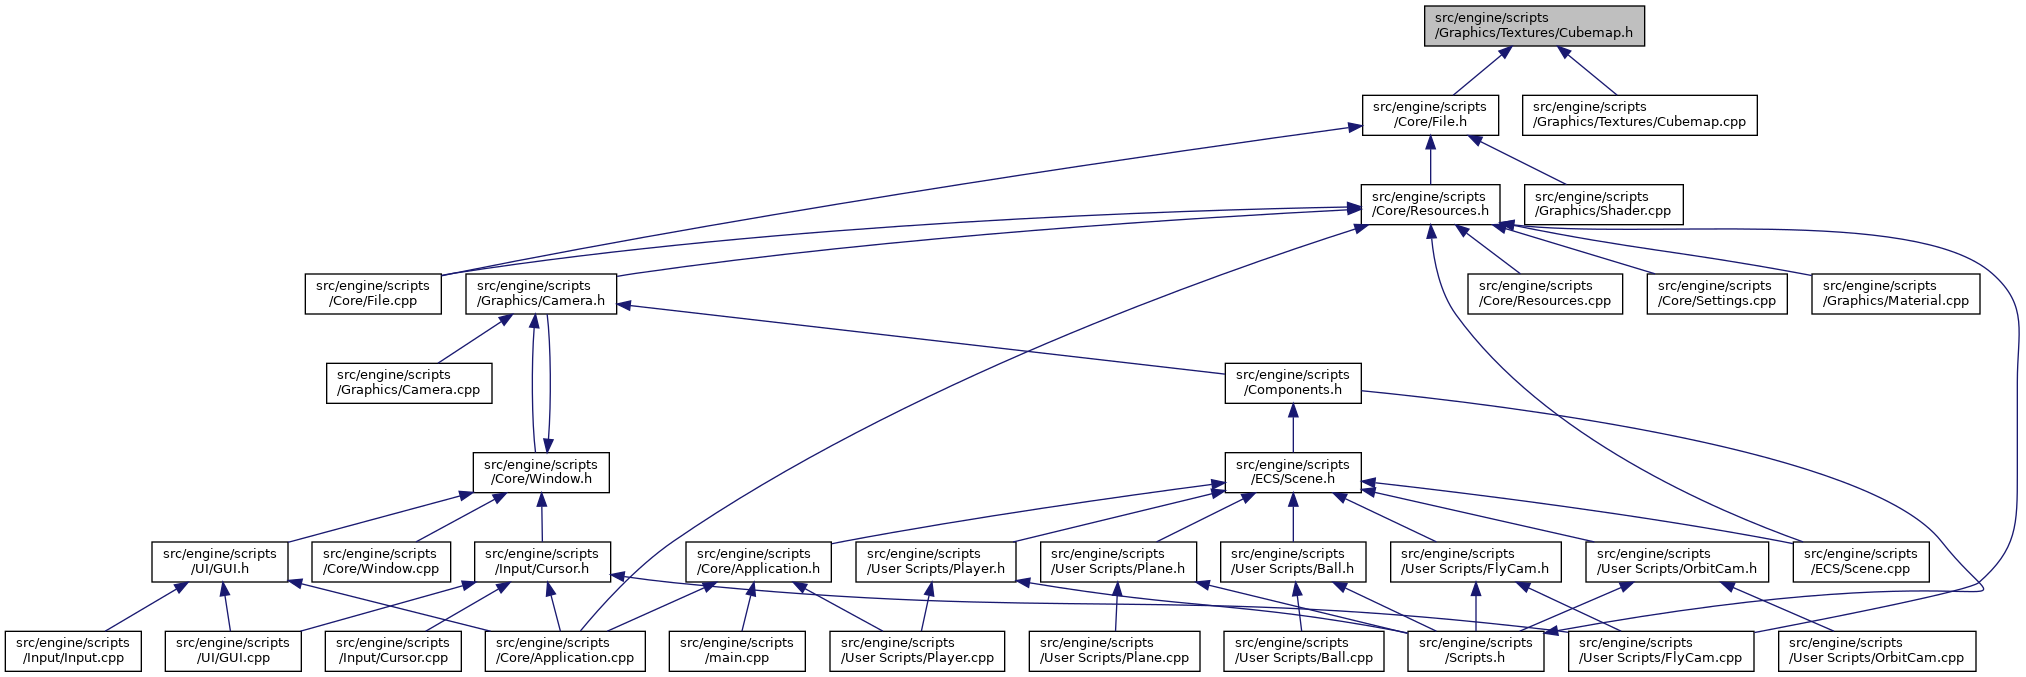 src/engine/scripts
/Graphics/Textures/Cubemap.h
src/engine/scripts
/Core/File.h
src/engine/scripts
/Graphics/Textures/Cubemap.cpp
src/engine/scripts
/Core/Resources.h
src/engine/scripts
/Graphics/Shader.cpp
src/engine/scripts
/Core/File.cpp
src/engine/scripts
/Graphics/Camera.h
src/engine/scripts
/Core/Resources.cpp
src/engine/scripts
/Core/Settings.cpp
src/engine/scripts
/Graphics/Material.cpp
src/engine/scripts
/Graphics/Camera.cpp
src/engine/scripts
/Components.h
src/engine/scripts
/Core/Window.h
src/engine/scripts
/ECS/Scene.h
src/engine/scripts
/UI/GUI.h
src/engine/scripts
/Core/Window.cpp
src/engine/scripts
/Input/Cursor.h
src/engine/scripts
/Core/Application.h
src/engine/scripts
/User Scripts/Player.h
src/engine/scripts
/User Scripts/Plane.h
src/engine/scripts
/User Scripts/Ball.h
src/engine/scripts
/User Scripts/FlyCam.h
src/engine/scripts
/User Scripts/OrbitCam.h
src/engine/scripts
/ECS/Scene.cpp
src/engine/scripts
/Input/Input.cpp
src/engine/scripts
/UI/GUI.cpp
src/engine/scripts
/Input/Cursor.cpp
src/engine/scripts
/Core/Application.cpp
src/engine/scripts
/main.cpp
src/engine/scripts
/User Scripts/Player.cpp
src/engine/scripts
/User Scripts/Plane.cpp
src/engine/scripts
/User Scripts/Ball.cpp
src/engine/scripts
/Scripts.h
src/engine/scripts
/User Scripts/FlyCam.cpp
src/engine/scripts
/User Scripts/OrbitCam.cpp